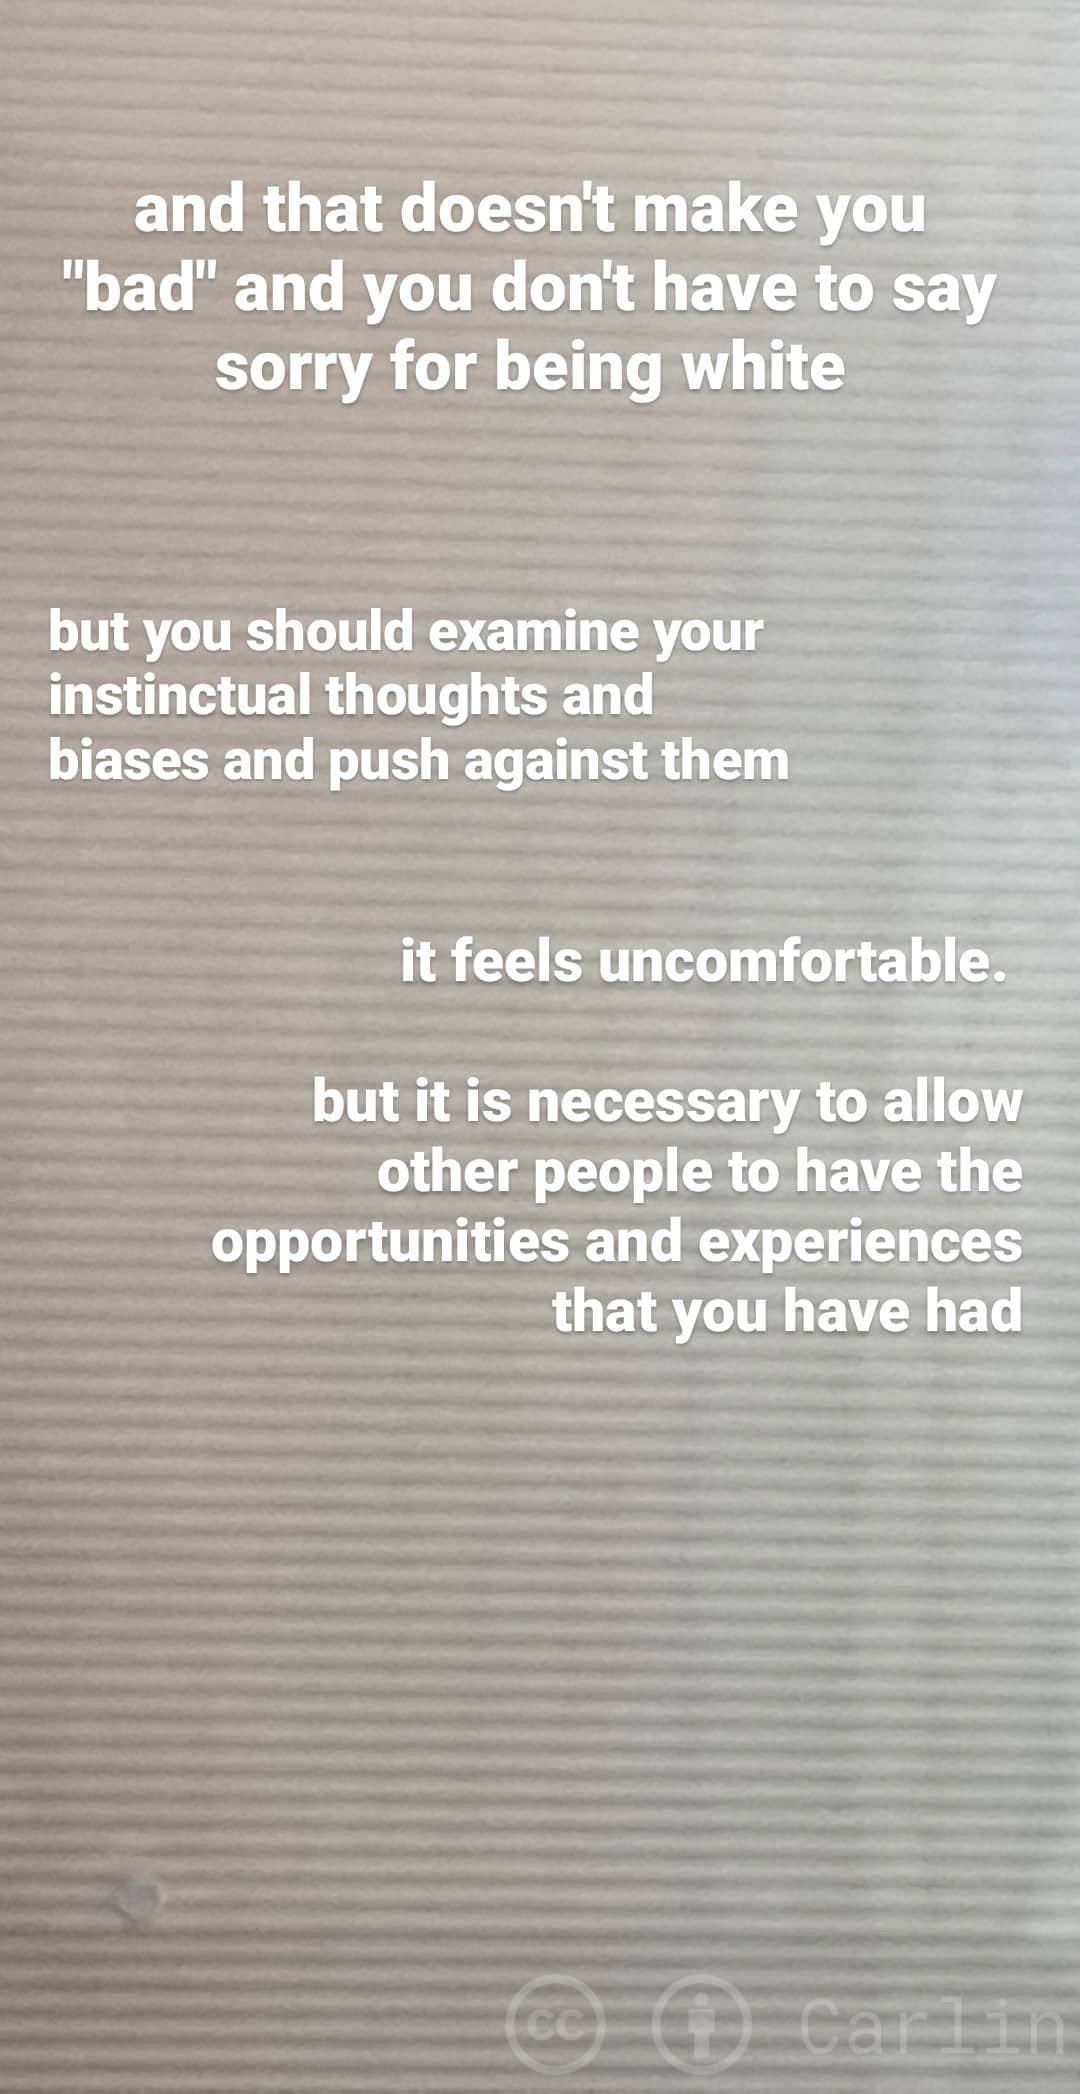 and that doesn't make you
"bad" and you don't have to say
sorry for being white
but you should examine your
instinctual thoughts and
biases and push against them
it feels uncomfortable.
but it is necessary to allow
other people to have the
opportunities and experiences
that you have had
cc Carlin